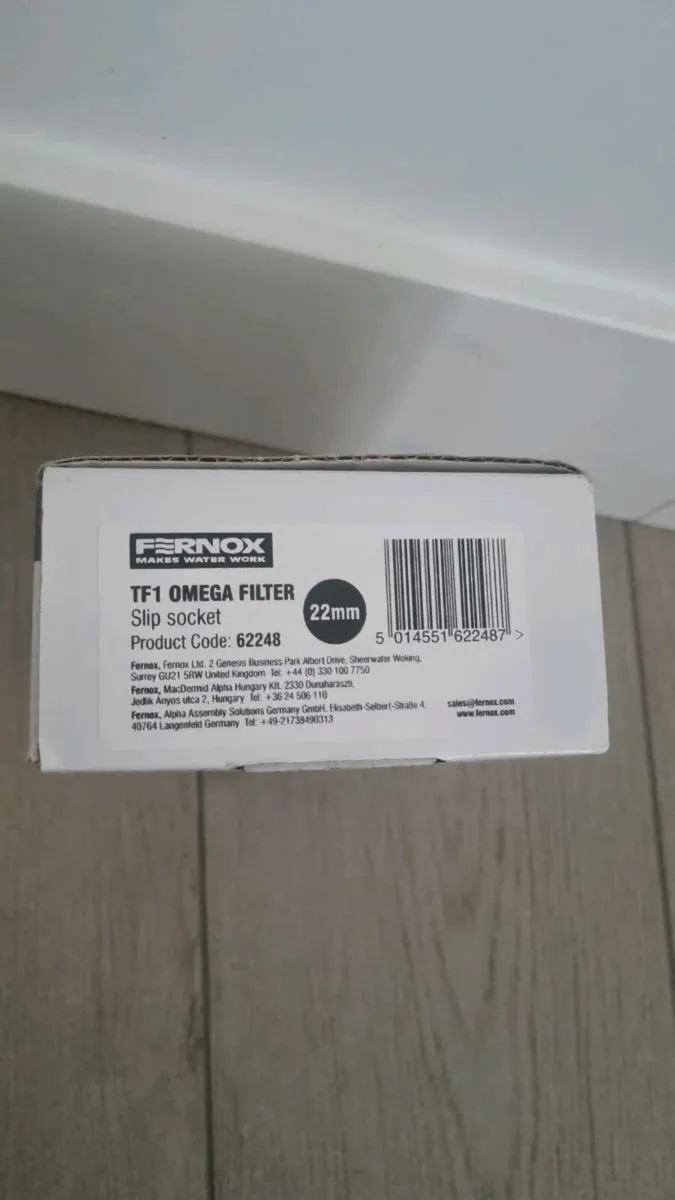 FERNOX
MAKES WATER WORK
TF1 OMEGA FILTER
Slip socket
22mm
Product Code: 62248
5 014551 622487 >
Fernox, Fernox Ltd. 2 Genesis Business Park Albert Drive, Sheerwater Woking,
Surrey GU21 5RW United Kingdom Tel: +44 (0) 330 100 7750
Fernox, MacDermid Alpha Hungary Kft. 2330 Dunaharaszti,
Jedlik Anyos utca 2, Hungary Tel: +36 24 506 110
Fernox, Alpha Assembly Solutions Germany GmbH. Elisabeth-Selbert-Straße 4,
40764 Langenfeld Germany Tel: +49-21738490313
sales@fernox.com
www.fernox.com